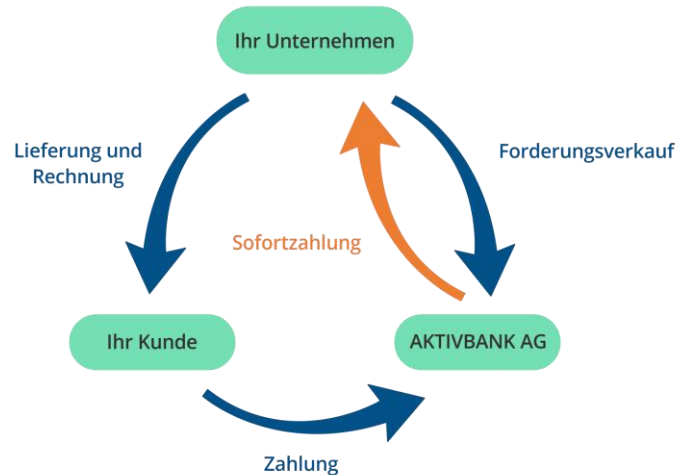 Ihr Unternehmen
Lieferung und
Rechnung
Forderungsverkauf
Sofortzahlung
Ihr Kunde
AKTIVBANK AG
Zahlung